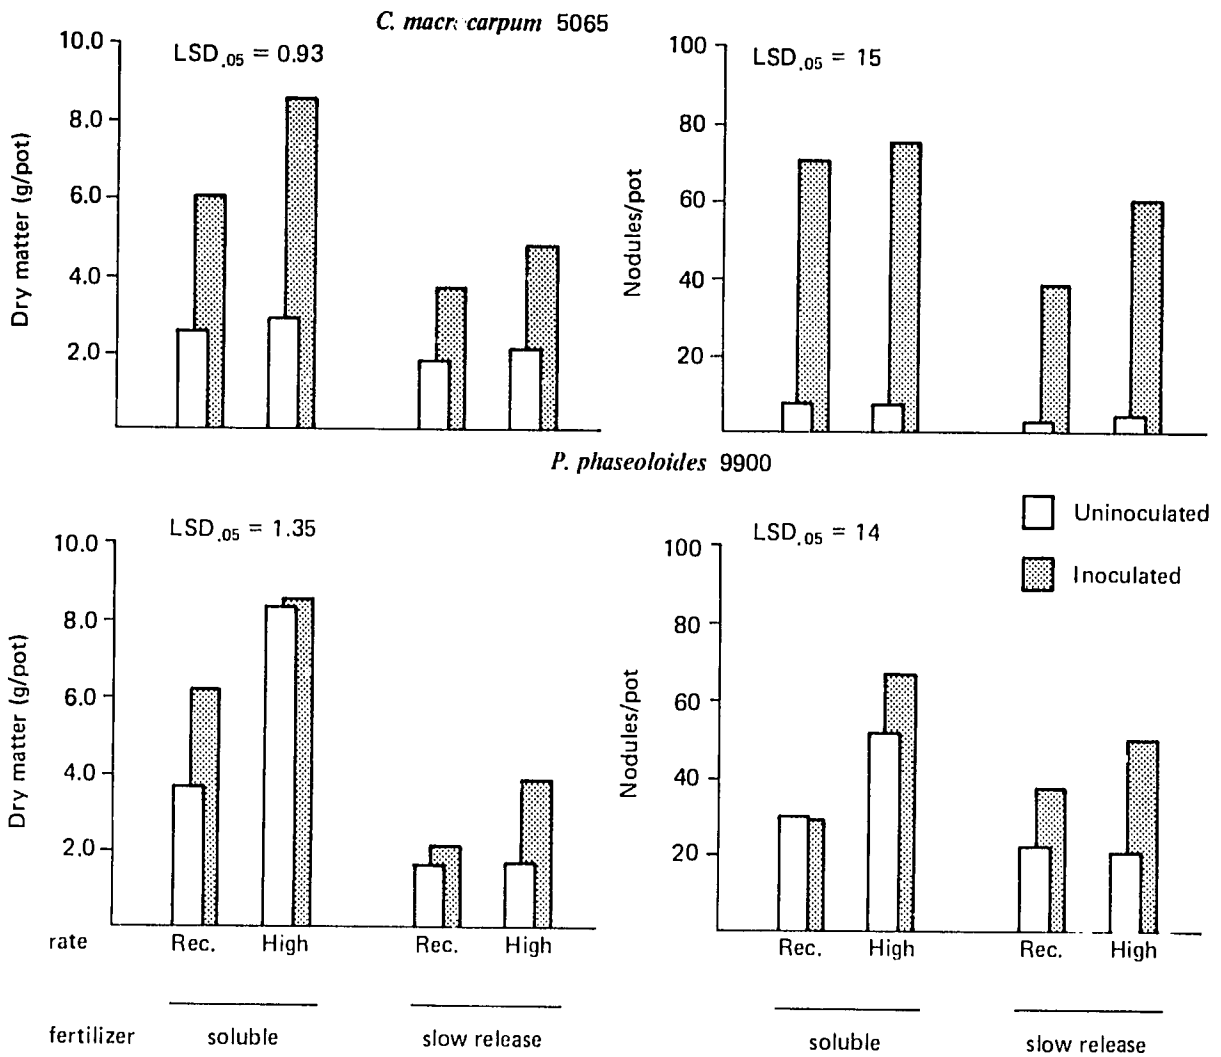 C. macrocarpum 5065
LSD.05 = 0.93
LSD.05 = 15
10.0
8.0
6.0
4.0
2.0
Dry matter (g/pot)
100
80
60
40
20
Nodules/pot
P. phaseoloides 9900
LSD.05 = 1.35
LSD.05 = 14
Uninoculated
Inoculated
10.0
8.0
6.0
4.0
2.0
Dry matter (g/pot)
100
80
60
40
20
Nodules/pot
rate Rec. High Rec. High Rec. High Rec. High
fertilizer soluble slow release soluble slow release